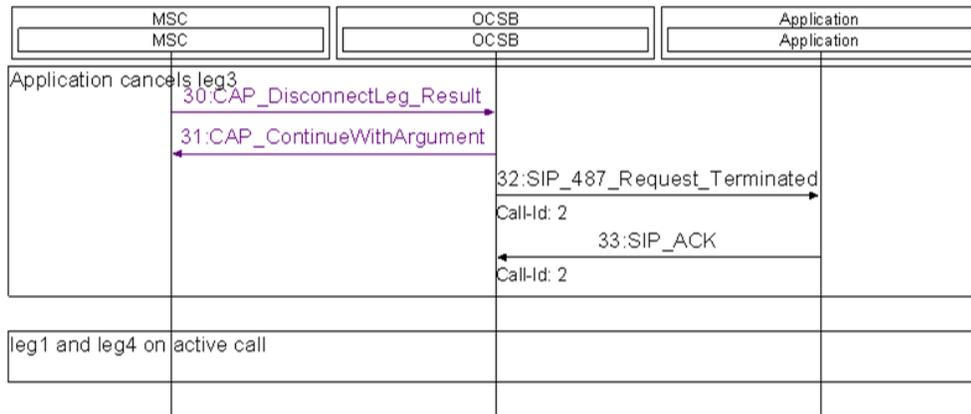 MSC
OCSB
Application
MSC
OCSB
Application
Application cancels leg3
30:CAP_DisconnectLeg_Result
31:CAP_ContinueWithArgument
32:SIP_487_Request_Terminated
Call-Id: 2
33:SIP_ACK
Call-Id: 2
leg1 and leg4 on active call